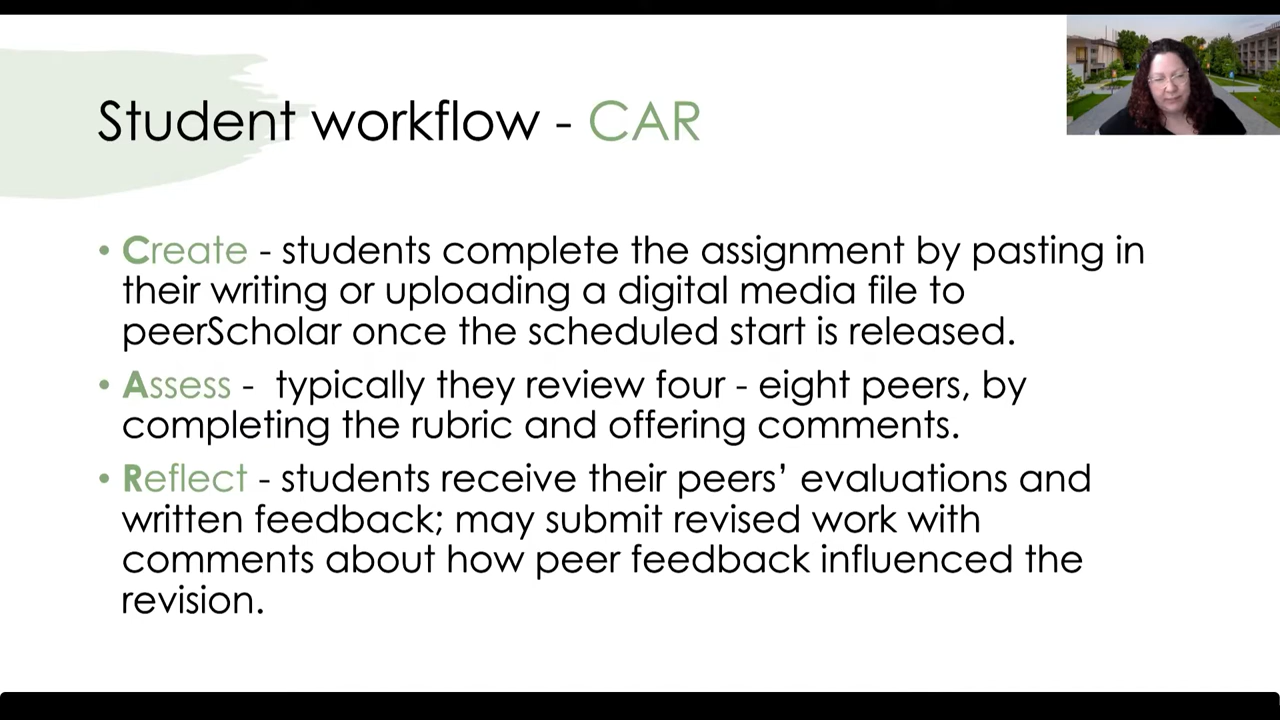 Student workflow - CAR
• Create - students complete the assignment by pasting in
their writing or uploading a digital media file to
peerScholar once the scheduled start is released.
• Assess -  typically they review four - eight peers, by
completing the rubric and offering comments.
• Reflect - students receive their peers’ evaluations and
written feedback; may submit revised work with
comments about how peer feedback influenced the
revision.